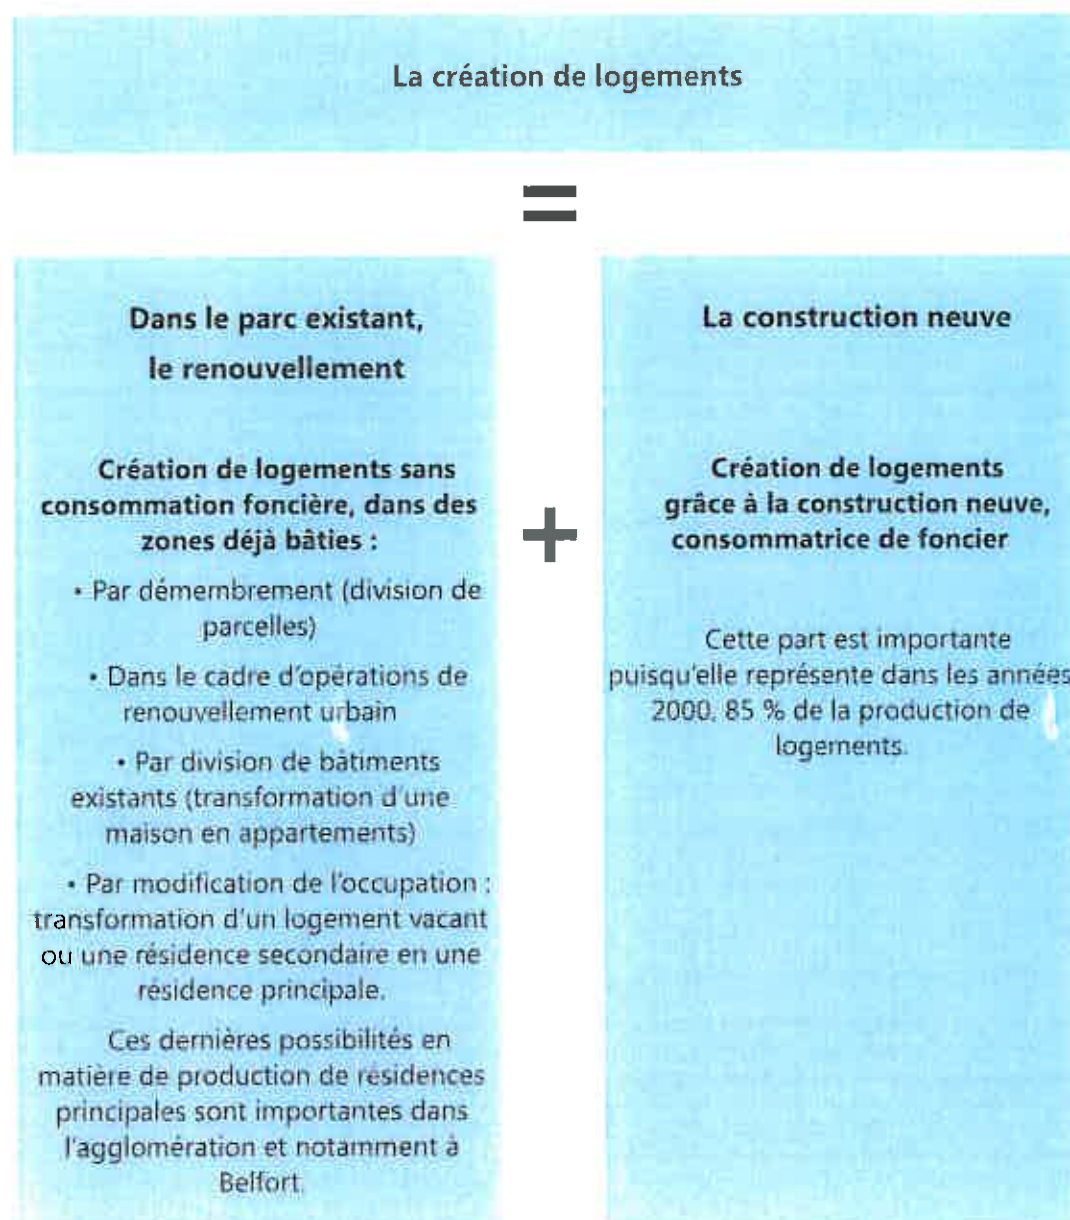 La création de logements
=
Dans le parc existant,
le renouvellement
Création de logements sans
consommation foncière, dans des
zones déjà bâties :
• Par démembrement (division de
parcelles)
• Dans le cadre d'opérations de
renouvellement urbain
• Par division de bâtiments
existants (transformation d'une
maison en appartements)
• Par modification de l'occupation :
transformation d'un logement vacant
ou une résidence secondaire en une
résidence principale.
Ces dernières possibilités en
matière de production de résidences
principales sont importantes dans
l'agglomération et notamment à
Belfort.
+
La construction neuve
Création de logements
grâce à la construction neuve,
consommatrice de foncier
Cette part est importante
puisqu'elle représente dans les années
2000, 85 % de la production de
logements.